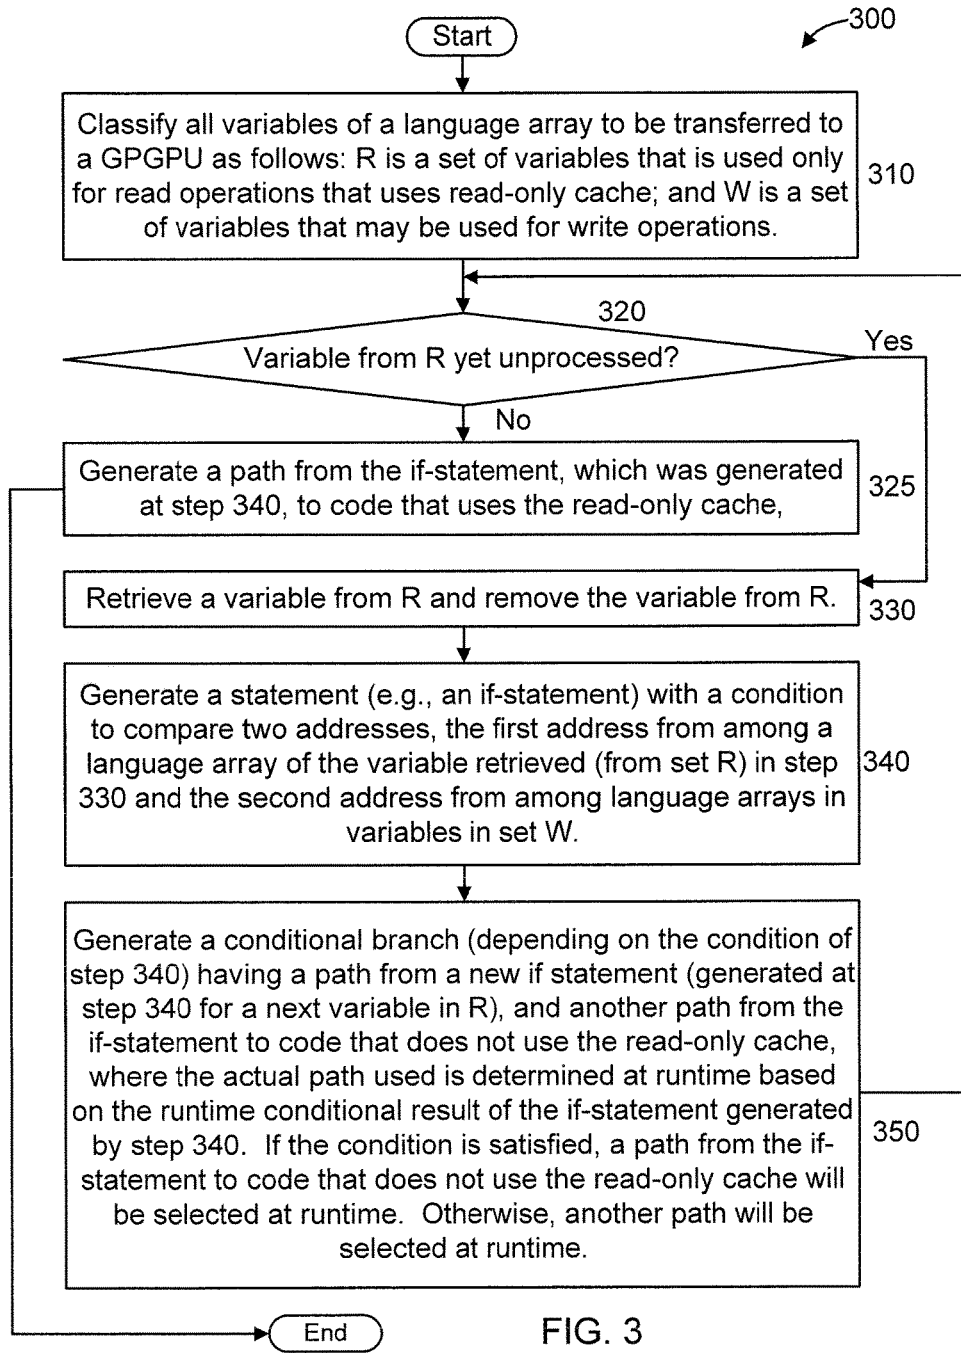 300
Start
Classify all variables of a language array to be transferred to
a GPGPU as follows: R is a set of variables that is used only
for read operations that uses read-only cache; and W is a set
of variables that may be used for write operations.
310
320
Variable from R yet unprocessed?
Yes
No
Generate a path from the if-statement, which was generated
at step 340, to code that uses the read-only cache,
325
Retrieve a variable from R and remove the variable from R.
330
Generate a statement (e.g., an if-statement) with a condition
to compare two addresses, the first address from among a
language array of the variable retrieved (from set R) in step
330 and the second address from among language arrays in
variables in set W.
340
Generate a conditional branch (depending on the condition of
step 340) having a path from a new if statement (generated at
step 340 for a next variable in R), and another path from the
if-statement to code that does not use the read-only cache,
where the actual path used is determined at runtime based
on the runtime conditional result of the if-statement generated
by step 340. If the condition is satisfied, a path from the if-
statement to code that does not use the read-only cache will
be selected at runtime. Otherwise, another path will be
selected at runtime.
350
End
FIG. 3